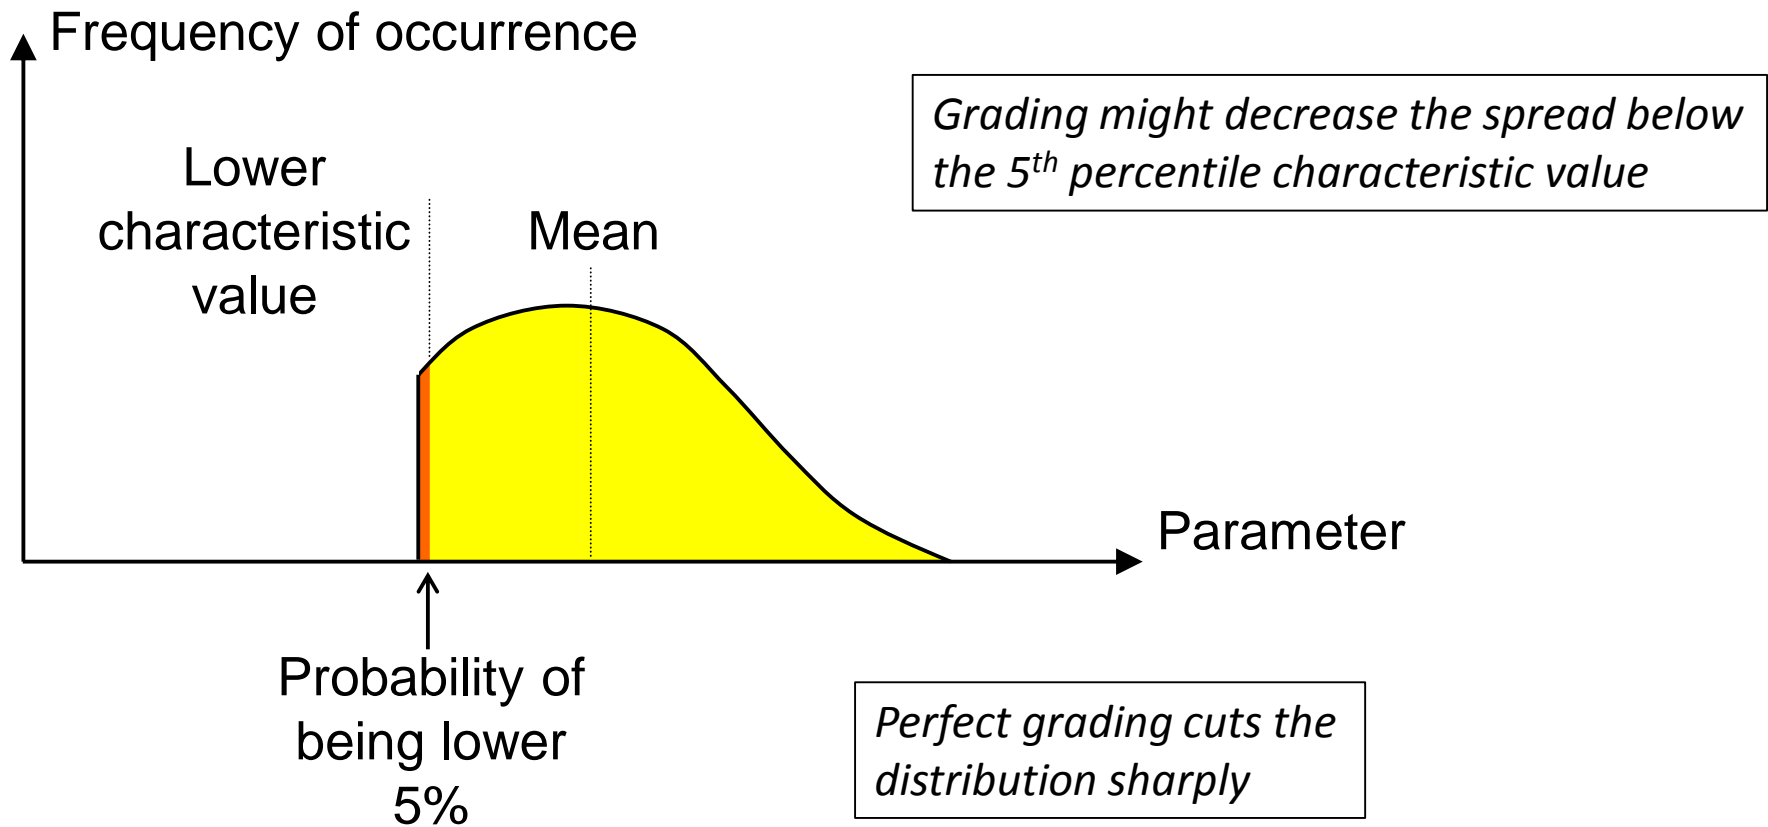 Frequency of occurrence
Grading might decrease the spread below
the 5th percentile characteristic value
Lower
characteristic
value
Mean
Parameter
Probability of
being lower
5%
Perfect grading cuts the
distribution sharply